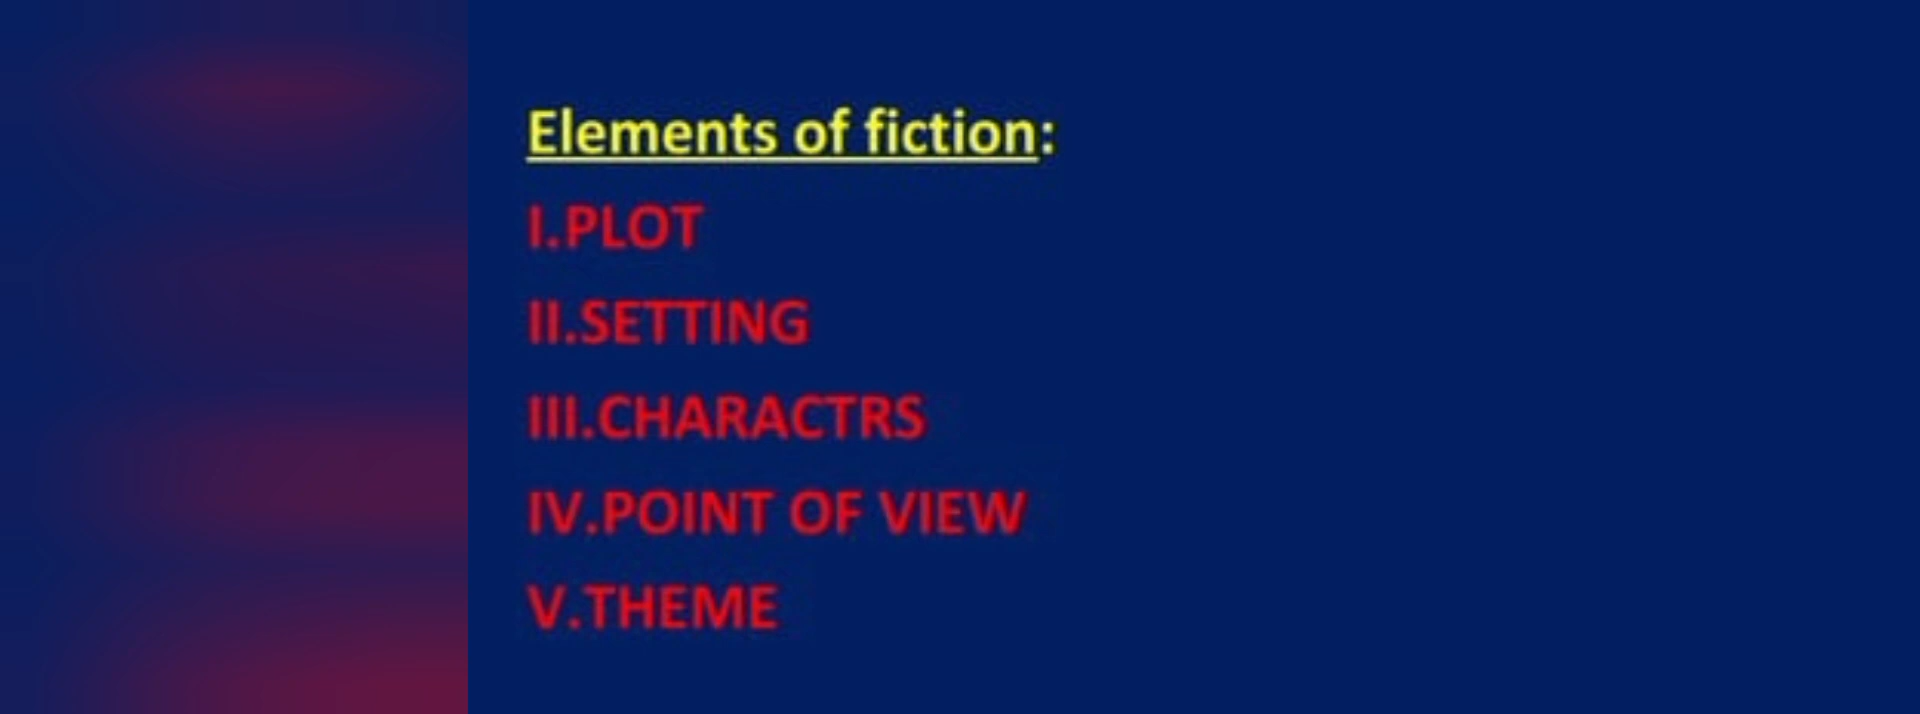 Elements of fiction:
I.PLOT
II.SETTING
III.CHARACTRS
IV.POINT OF VIEW
V.THEME